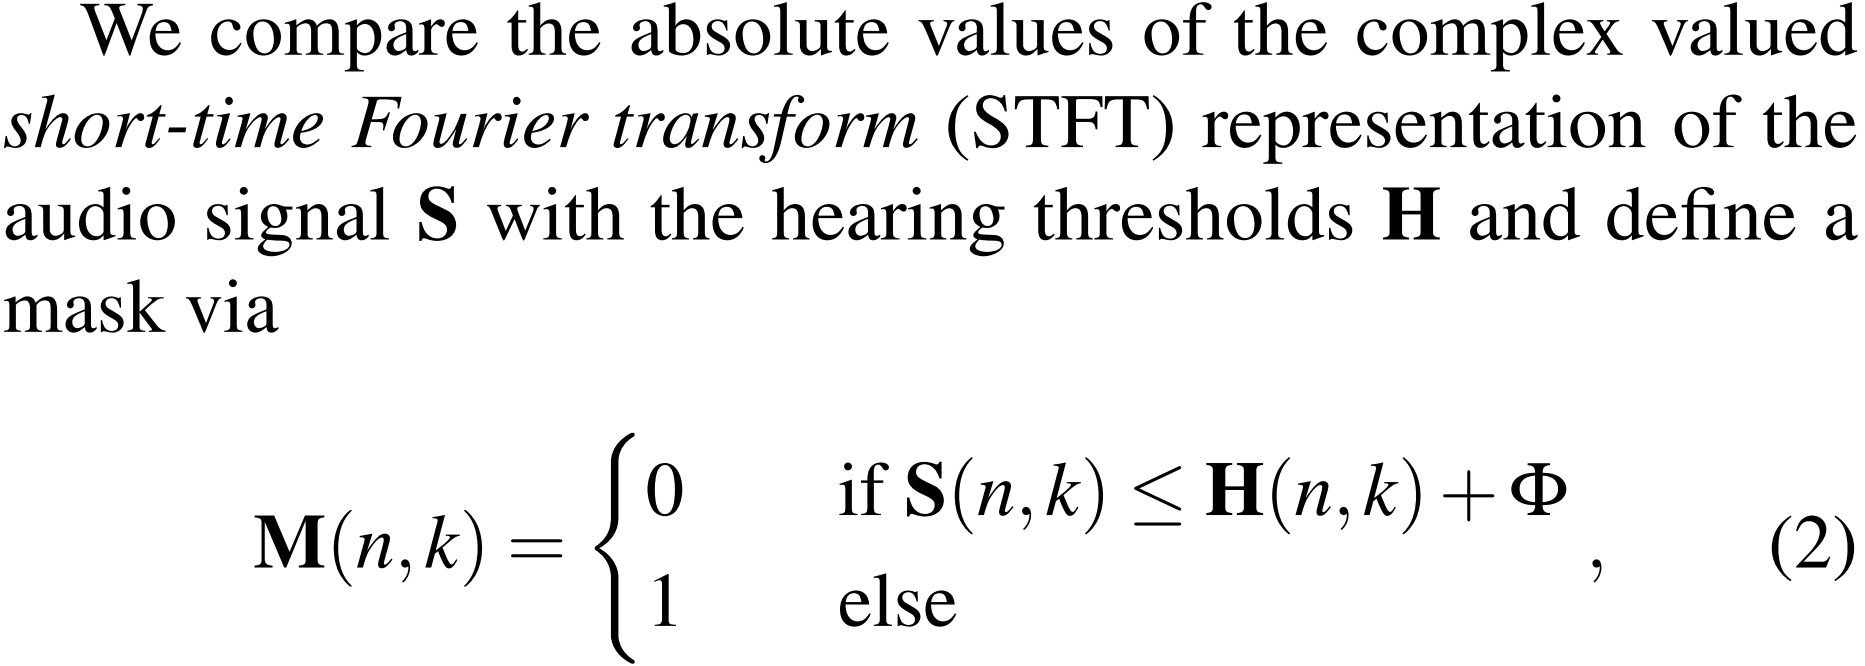 We compare the absolute values of the complex valued
short-time Fourier transform (STFT) representation of the
audio signal S with the hearing thresholds H and define a
mask via
M(n,k) = { 0 if S(n,k) ≤ H(n,k) + Φ
1 else , (2)